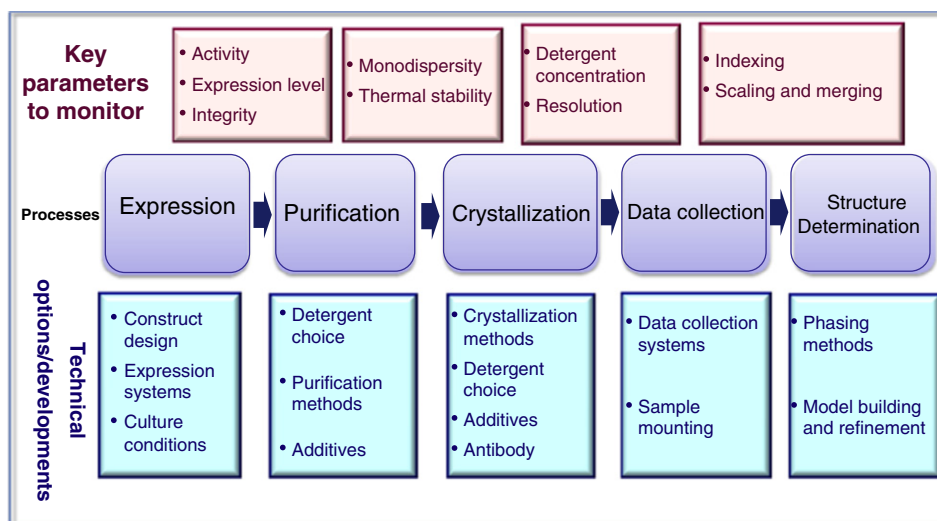 Key
parameters
to monitor
• Activity
• Expression level
• Integrity
• Monodispersity
• Thermal stability
• Detergent
concentration
• Resolution
• Indexing
• Scaling and merging
Processes
Expression
Purification
Crystallization
Data collection
Structure
Determination
Technical
options/developments
• Construct
design
• Expression
systems
• Culture
conditions
• Detergent
choice
• Purification
methods
• Additives
• Crystallization
methods
• Detergent
choice
• Additives
• Antibody
• Data collection
systems
• Sample
mounting
• Phasing
methods
• Model building
and refinement